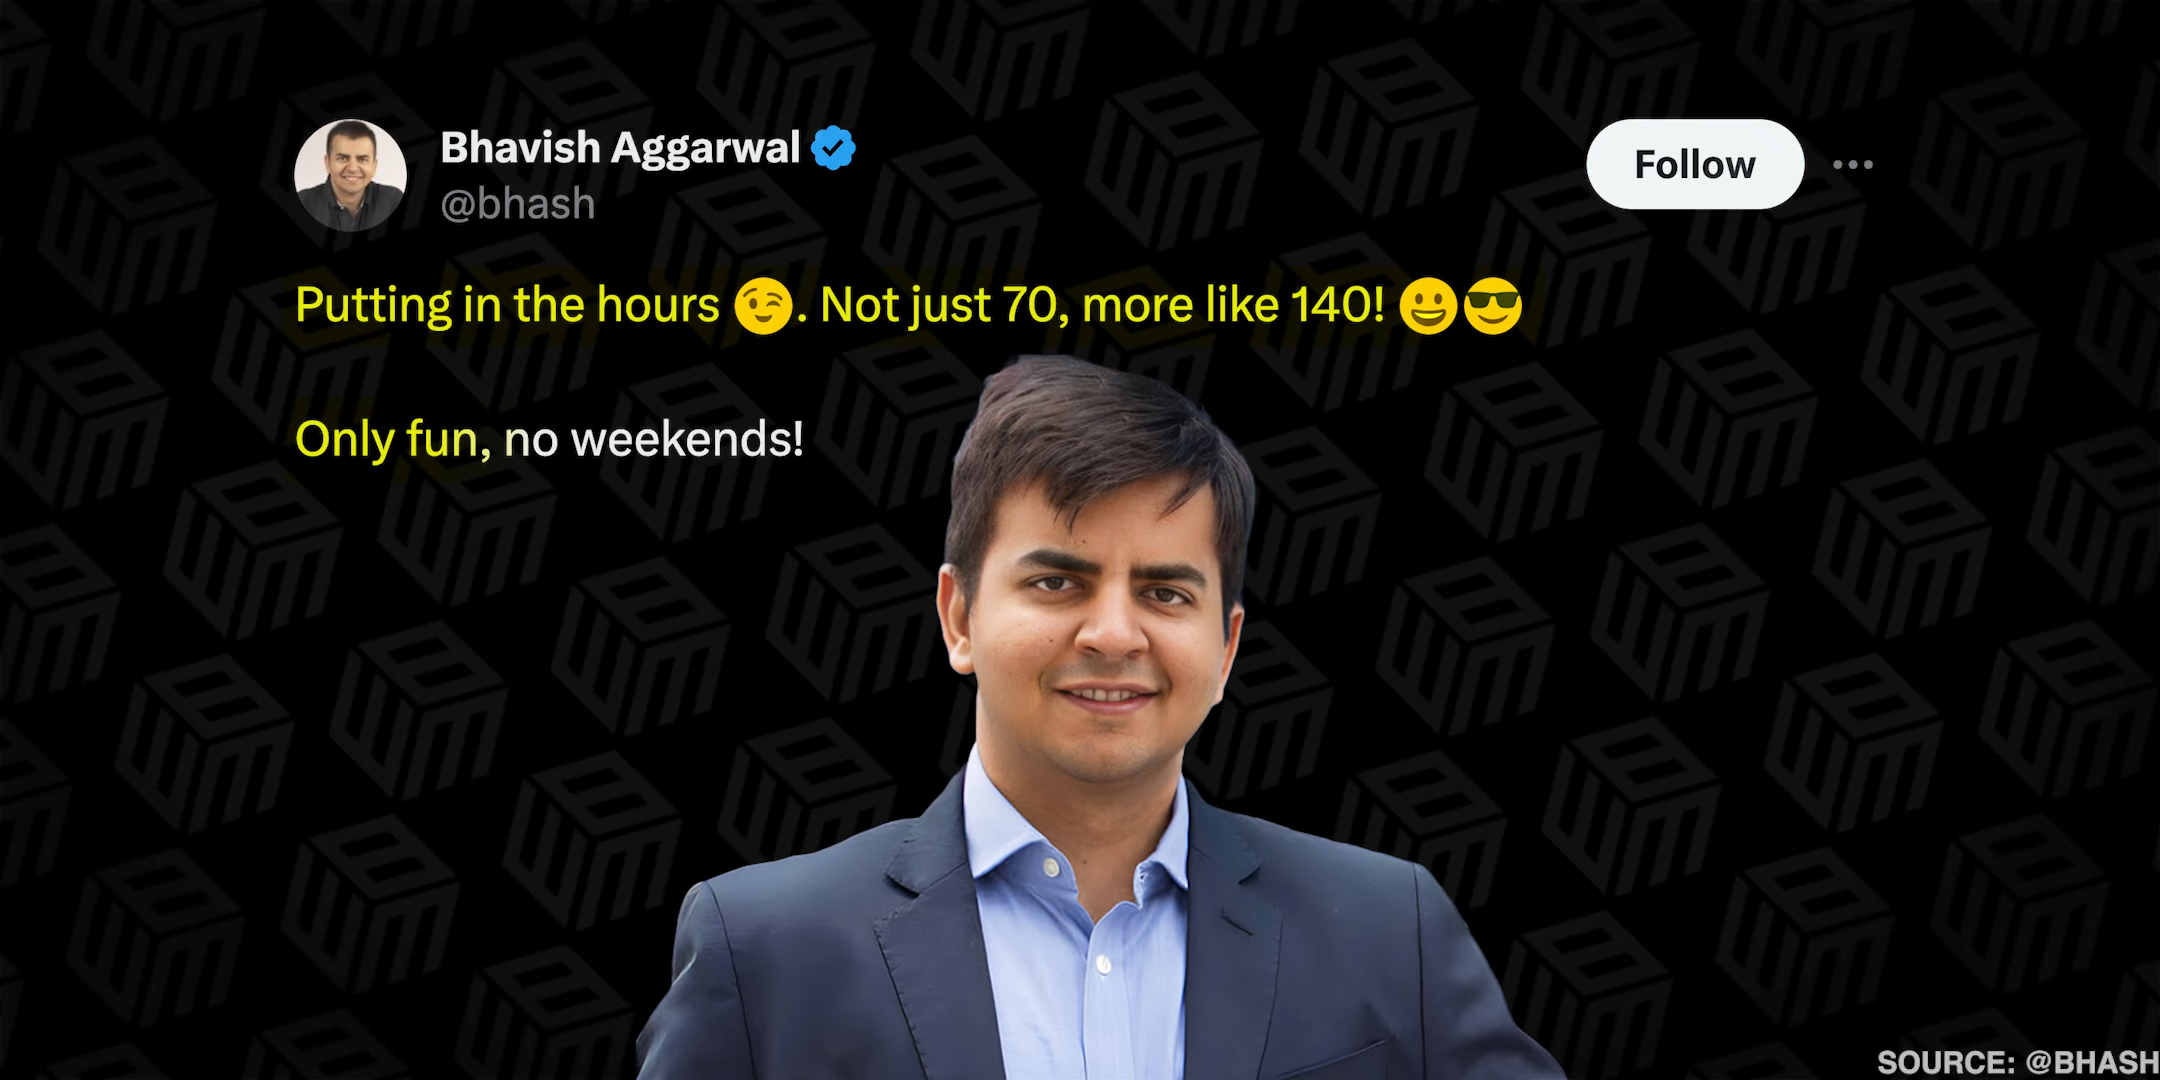 Bhavish Aggarwal
@bhash
Follow
Putting in the hours 😉. Not just 70, more like 140! 😀😎
Only fun, no weekends!
SOURCE: @BHASH